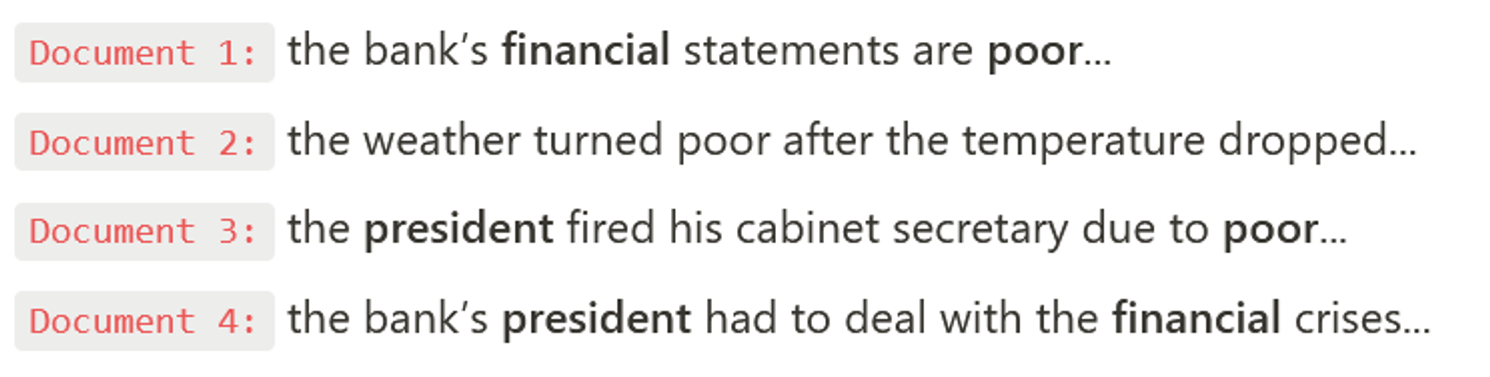 Document 1: the bank’s financial statements are poor...
Document 2: the weather turned poor after the temperature dropped...
Document 3: the president fired his cabinet secretary due to poor...
Document 4: the bank’s president had to deal with the financial crises...